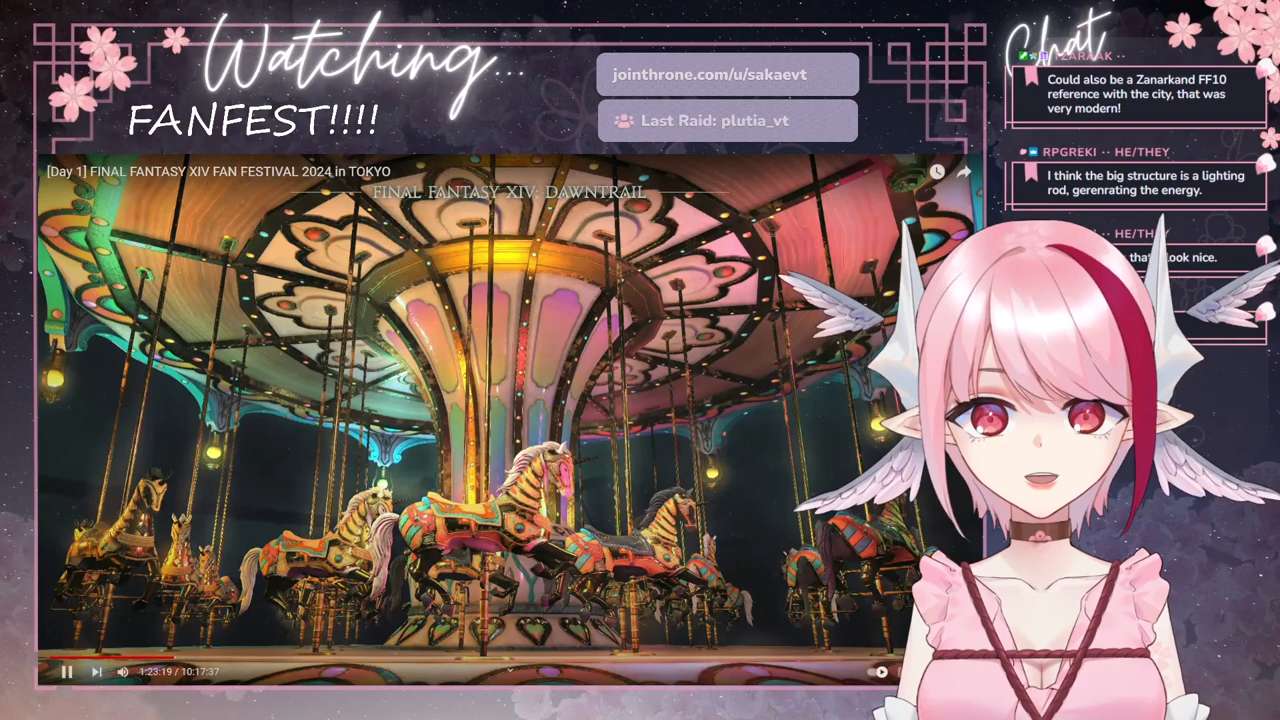 Watching...
FANFEST!!!!
jointhrone.com/u/sakaevt
Last Raid: plutia_vt
[Day 1] FINAL FANTASY XIV FAN FESTIVAL 2024 in TOKYO
FINAL FANTASY XIV: DAWNTRAIL
1:23:19 / 10:17:37
Chat
Could also be a Zanarkand FF10
reference with the city, that was
very modern!
RPGREKI •• HE/THEY
I think the big structure is a lighting
rod, gerenrating the energy.
•• HE/THEY
look nice.